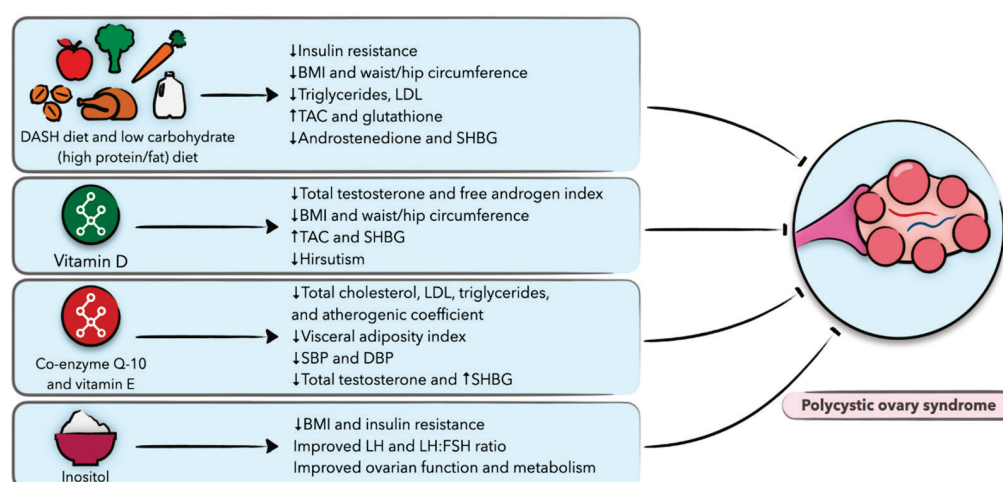 ↓Insulin resistance
↓BMI and waist/hip circumference
↓Triglycerides, LDL
↑TAC and glutathione
↓Androstenedione and SHBG
DASH diet and low carbohydrate
(high protein/fat) diet
↓Total testosterone and free androgen index
↓BMI and waist/hip circumference
↑TAC and SHBG
↓Hirsutism
Vitamin D
↓Total cholesterol, LDL, triglycerides,
and atherogenic coefficient
↓Visceral adiposity index
↓SBP and DBP
↓Total testosterone and ↑SHBG
Co-enzyme Q-10
and vitamin E
↓BMI and insulin resistance
Improved LH and LH:FSH ratio
Improved ovarian function and metabolism
Inositol
Polycystic ovary syndrome